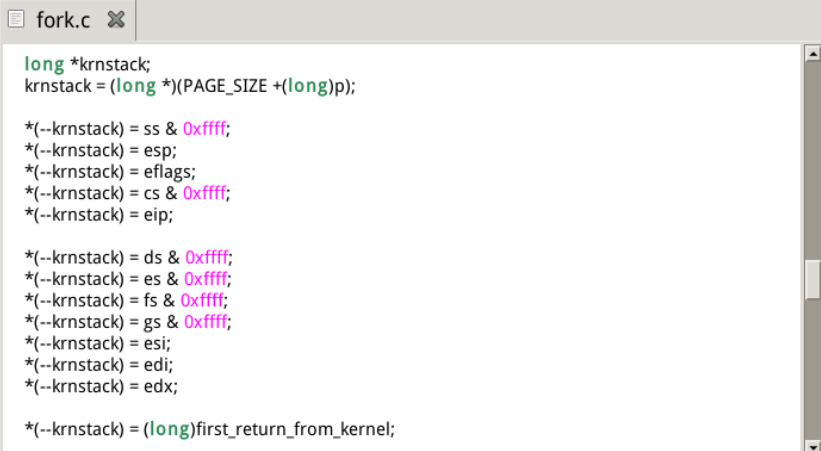 fork.c
long *krnstack;
krnstack = (long *)(PAGE_SIZE +(long)p);
*(--krnstack) = ss & 0xffff;
*(--krnstack) = esp;
*(--krnstack) = eflags;
*(--krnstack) = cs & 0xffff;
*(--krnstack) = eip;
*(--krnstack) = ds & 0xffff;
*(--krnstack) = es & 0xffff;
*(--krnstack) = fs & 0xffff;
*(--krnstack) = gs & 0xffff;
*(--krnstack) = esi;
*(--krnstack) = edi;
*(--krnstack) = edx;
*(--krnstack) = (long)first_return_from_kernel;